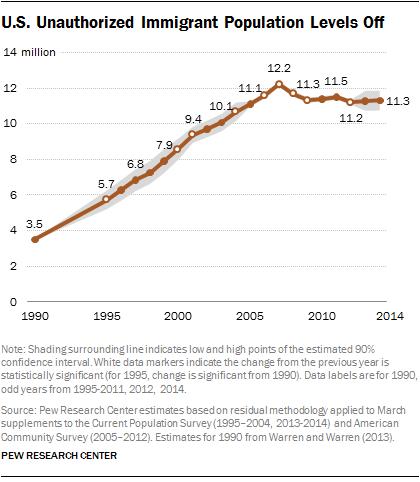 U.S. Unauthorized Immigrant Population Levels Off
14 million
12.2
12
11.1
11.3
11.5
11.3
10.1
11.2
10
9.4
8
7.9
6.8
6
5.7
4
3.5
2
0
1990
1995
2000
2005
2010
2014
Note: Shading surrounding line indicates low and high points of the estimated 90%
confidence interval. White data markers indicate the change from the previous year is
statistically significant (for 1995, change is significant from 1990). Data labels are for 1990,
odd years from 1995-2011, 2012, 2014.
Source: Pew Research Center estimates based on residual methodology applied to March
supplements to the Current Population Survey (1995–2004, 2013-2014) and American
Community Survey (2005–2012). Estimates for 1990 from Warren and Warren (2013).
PEW RESEARCH CENTER